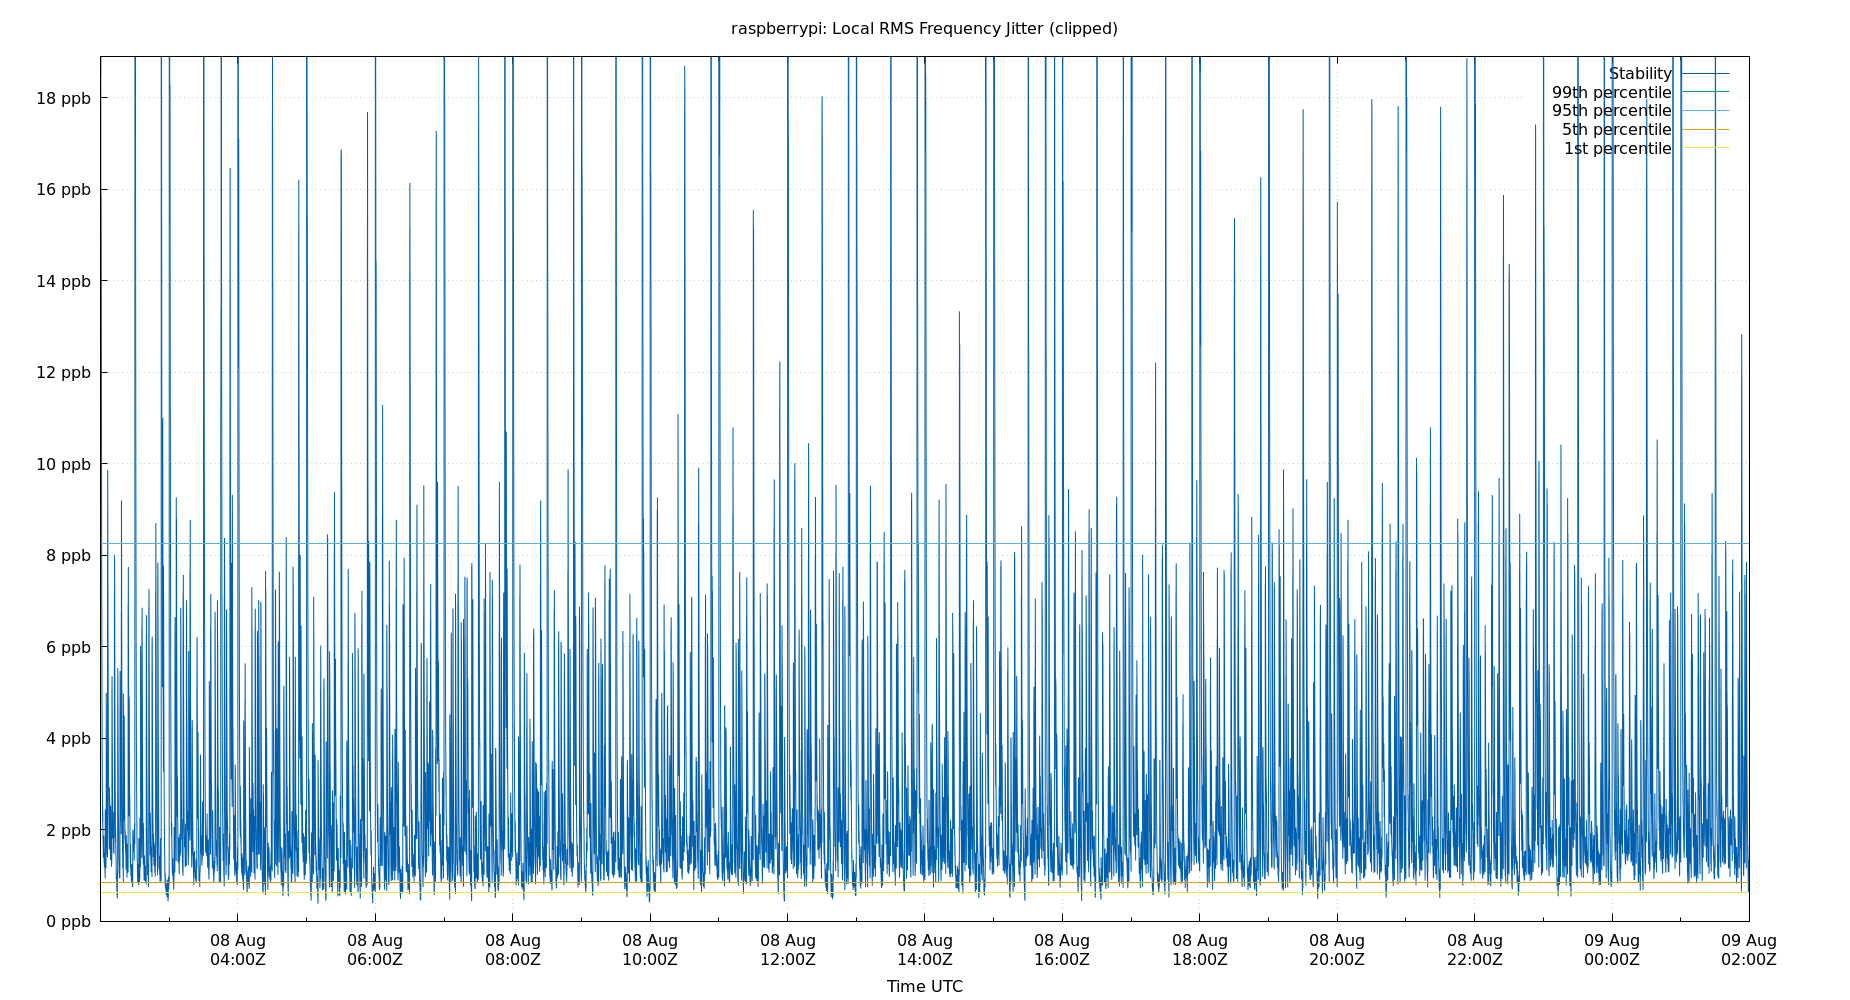 raspberrypi: Local RMS Frequency Jitter (clipped)
Stability
99th percentile
95th percentile
5th percentile
1st percentile
18 ppb
16 ppb
14 ppb
12 ppb
10 ppb
8 ppb
6 ppb
4 ppb
2 ppb
0 ppb
08 Aug 08 Aug 08 Aug 08 Aug 08 Aug 08 Aug 08 Aug 08 Aug 08 Aug 08 Aug 09 Aug 09 Aug
04:00Z 06:00Z 08:00Z 10:00Z 12:00Z 14:00Z 16:00Z 18:00Z 20:00Z 22:00Z 00:00Z 02:00Z
Time UTC